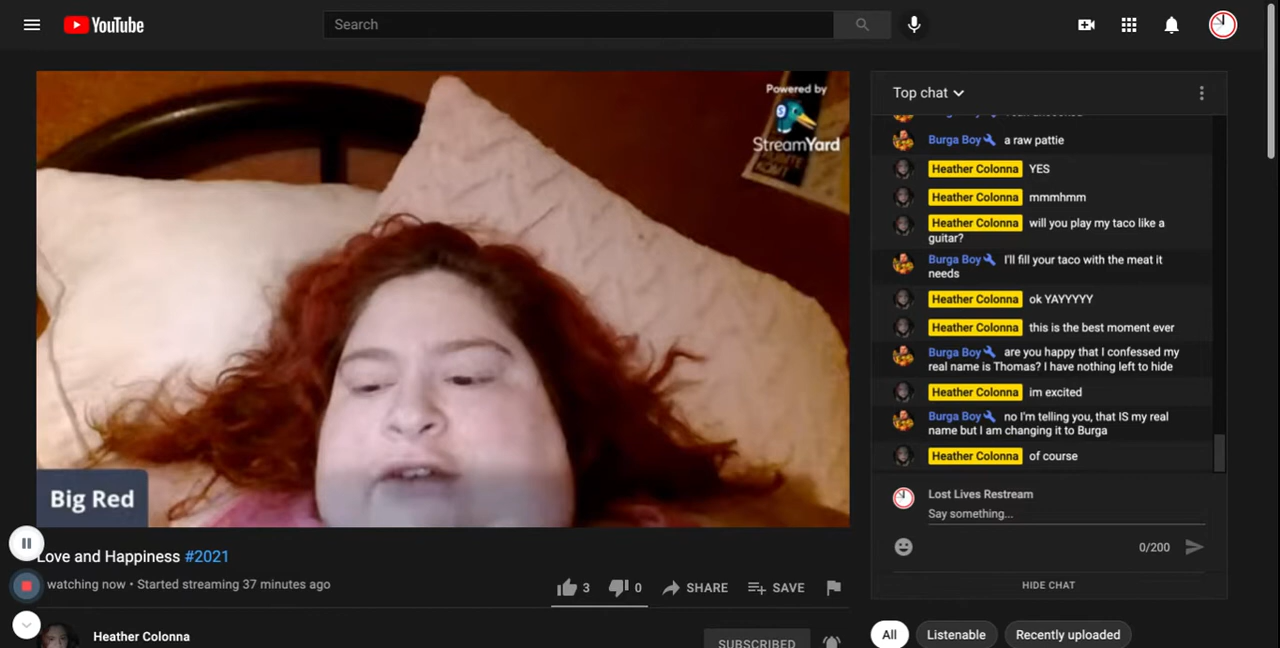 YouTube
Search
Powered by
StreamYard
Big Red
Love and Happiness #2021
watching now • Started streaming 37 minutes ago
3
0
SHARE
SAVE
Heather Colonna
SUBSCRIBED
Top chat
Burga Boy
Burga Boy a raw pattie
Heather Colonna YES
Heather Colonna mmmhmm
Heather Colonna will you play my taco like a
guitar?
Burga Boy I'll fill your taco with the meat it
needs
Heather Colonna ok YAYYYYY
Heather Colonna this is the best moment ever
Burga Boy are you happy that I confessed my
real name is Thomas? I have nothing left to hide
Heather Colonna im excited
Burga Boy no I'm telling you, that IS my real
name but I am changing it to Burga
Heather Colonna of course
Lost Lives Restream
Say something...
0/200
HIDE CHAT
All
Listenable
Recently uploaded